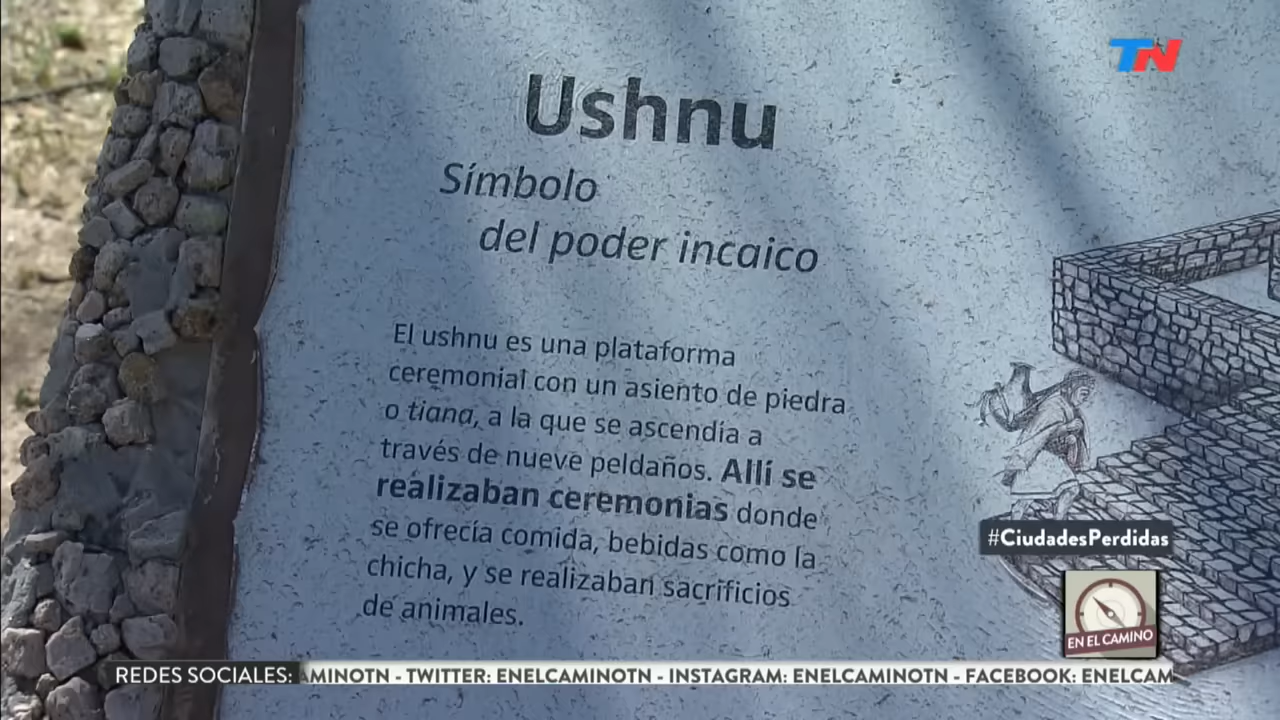 TN
Ushnu
Símbolo
del poder incaico
El ushnu es una plataforma
ceremonial con un asiento de piedra
o tiana, a la que se ascendía a
través de nueve peldaños. Allí se
realizaban ceremonias donde
se ofrecía comida, bebidas como la
chicha, y se realizaban sacrificios
de animales.
#CiudadesPerdidas
EN EL CAMINO
REDES SOCIALES: AMINOTN - TWITTER: ENELCAMINOTN - INSTAGRAM: ENELCAMINOTN - FACEBOOK: ENELCAM